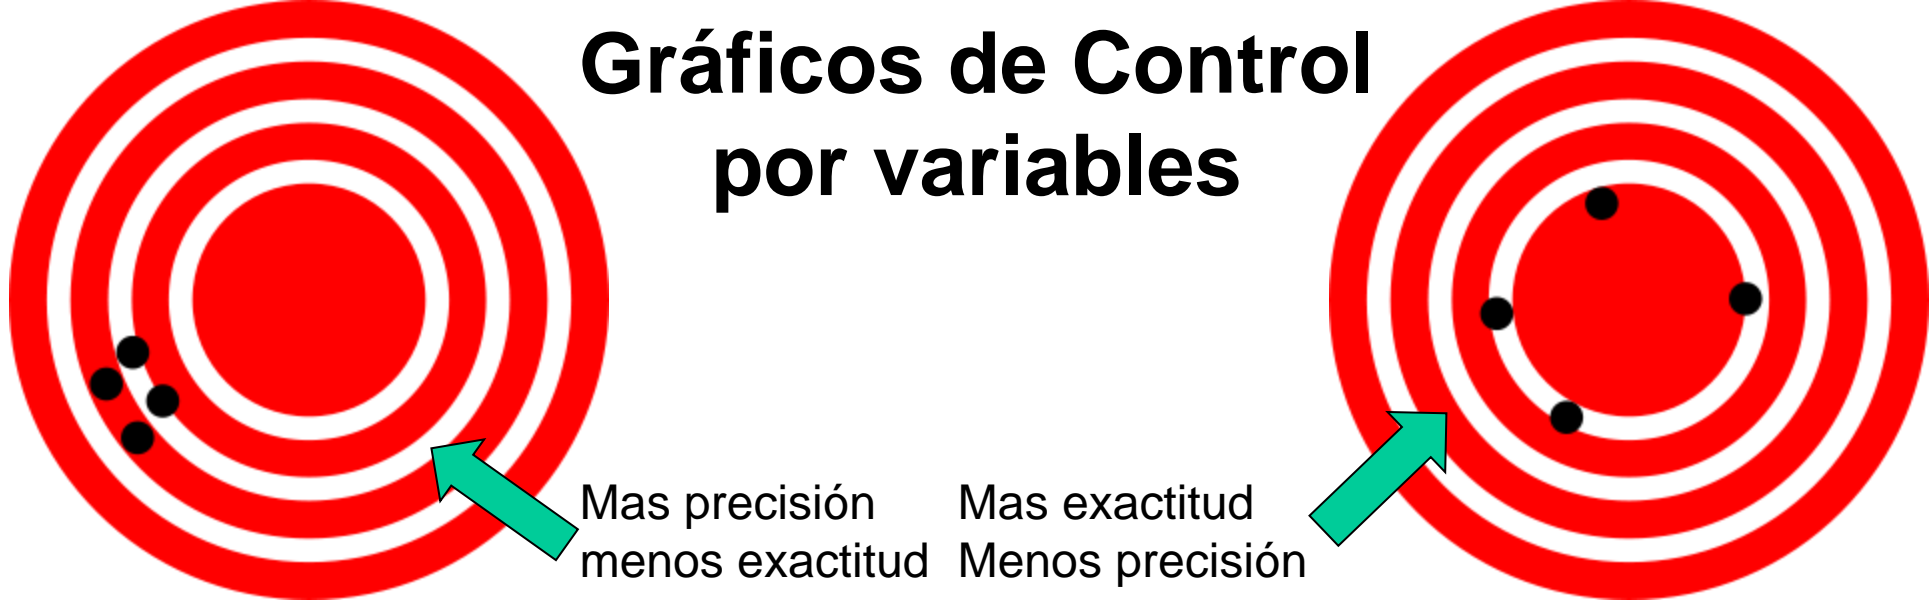 Gráficos de Control
por variables
Mas precisión
menos exactitud
Mas exactitud
Menos precisión